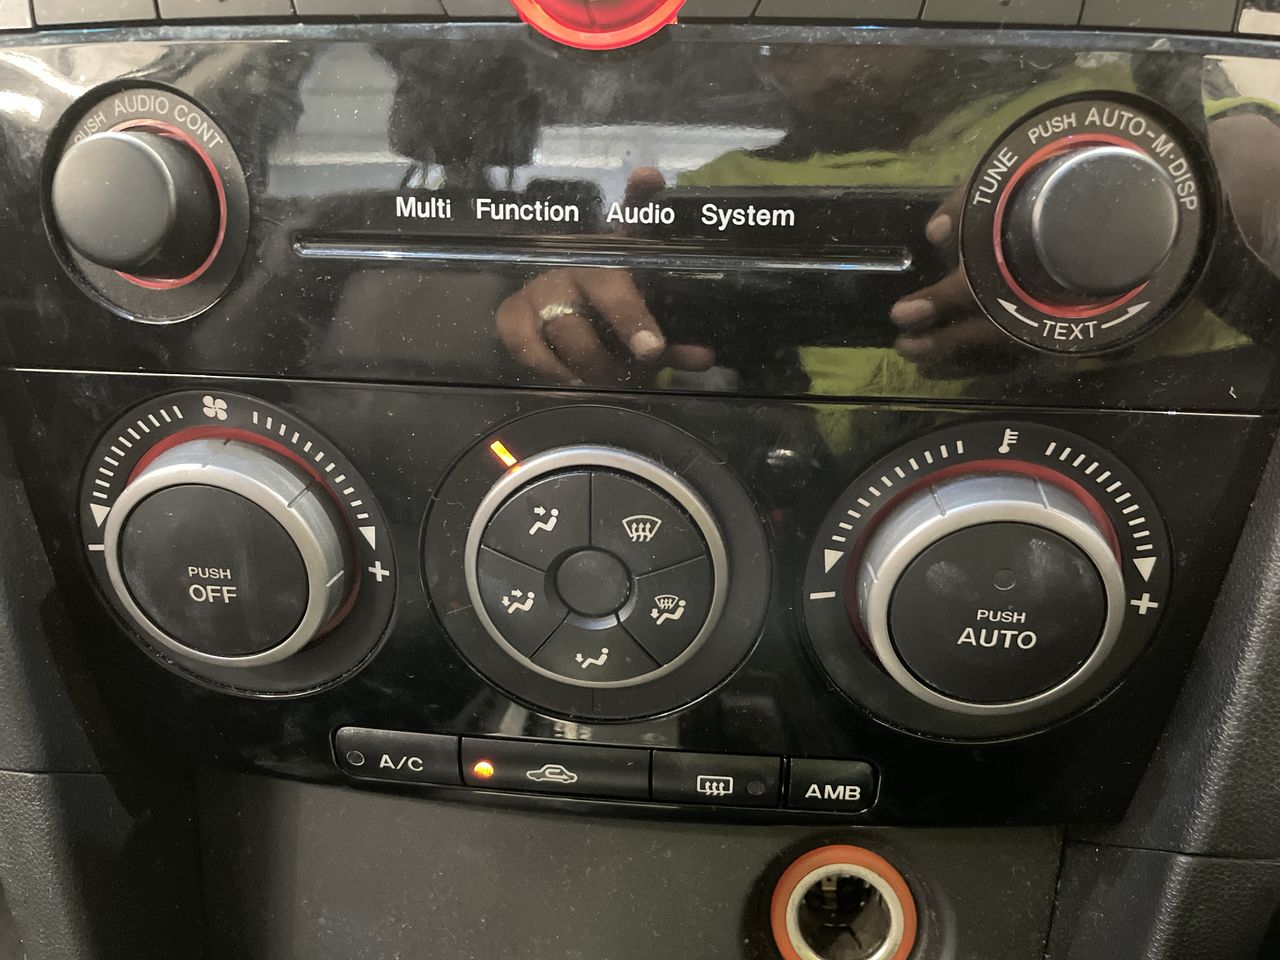 PUSH AUDIO CONT
TUNE PUSH AUTO-M·DISP
Multi Function Audio System
TEXT
- +
PUSH
OFF
- +
PUSH
AUTO
A/C
AMB